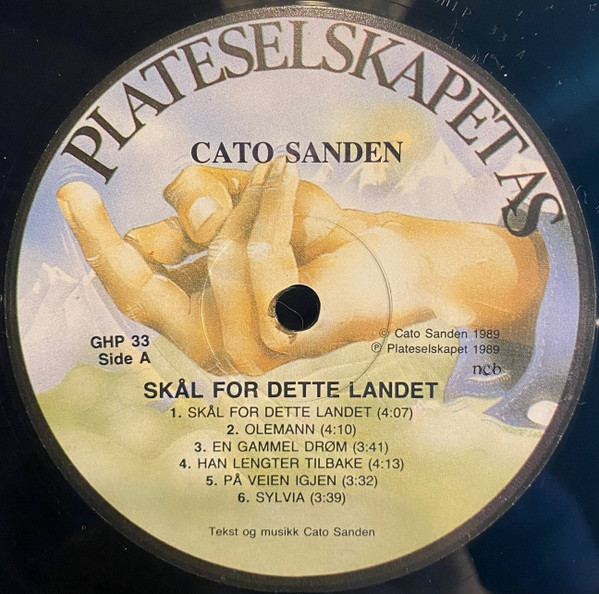 PLATESELSKAPET AS
CATO SANDEN
GHP 33
Side A
© Cato Sanden 1989
℗ Plateselskapet 1989
ncb
SKÅL FOR DETTE LANDET
1. SKÅL FOR DETTE LANDET (4:07)
2. OLEMANN (4:10)
3. EN GAMMEL DRØM (3:41)
4. HAN LENGTER TILBAKE (4:13)
5. PÅ VEIEN IGJEN (3:32)
6. SYLVIA (3:39)
Tekst og musikk Cato Sanden